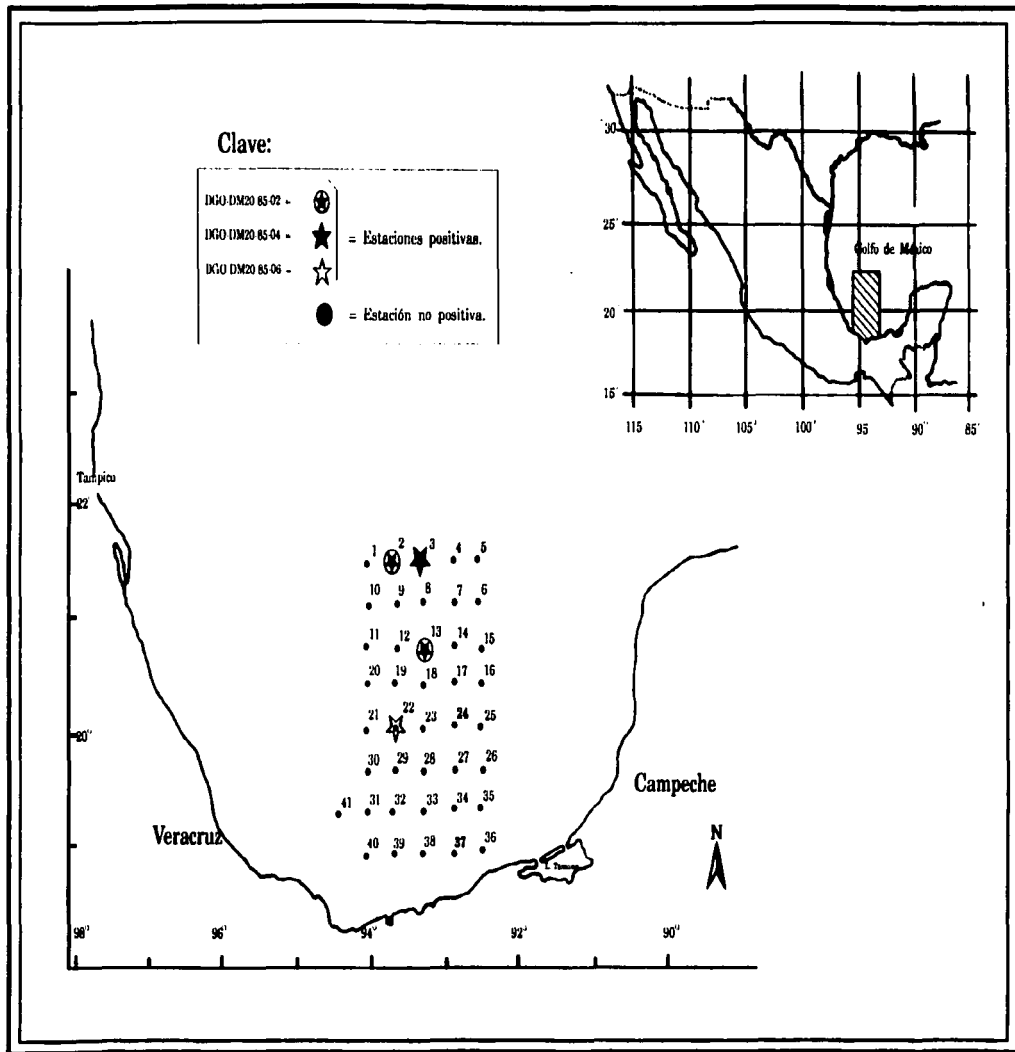 Clave:
DGO-DM20 85-02 -
DGO-DM20 85-04 - = Estaciones positivas.
DGO DM20 85-06 -
= Estación no positiva.
30'
25'
20'
15'
Golfo de México
115 110' 105' 100' 95 90'' 85'
Tampico
22'
20''
1 2 3 4 5
10 9 8 7 6
11 12 13 14 15
20 19 18 17 16
21 22 23 24 25
30 29 28 27 26
41 31 32 33 34 35
40 39 38 37 36
Veracruz
Campeche
N
98' 96' 94' 92' 90'